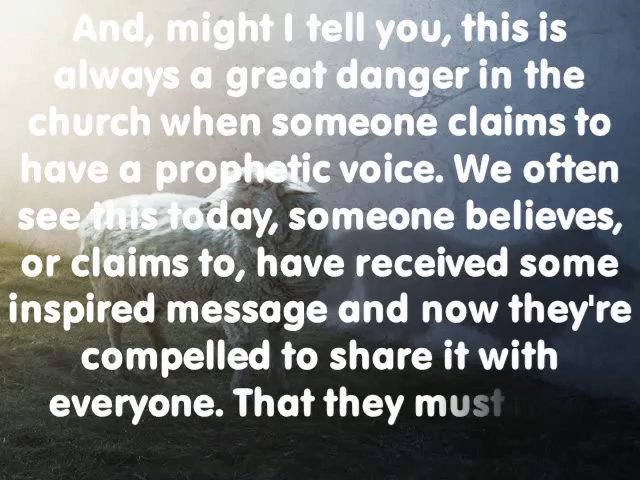 And, might I tell you, this is
always a great danger in the
church when someone claims to
have a prophetic voice. We often
see this today, someone believes,
or claims to, have received some
inspired message and now they're
compelled to share it with
everyone. That they must